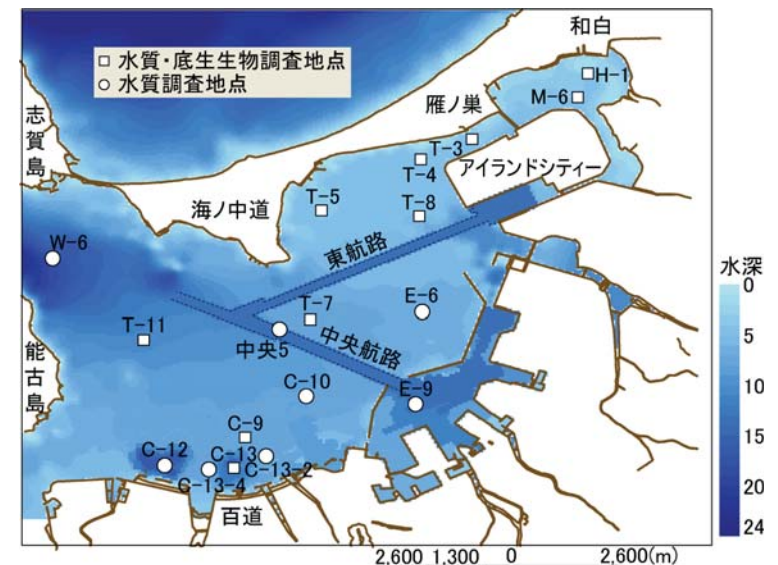 和白
□ 水質・底生生物調査地点
○ 水質調査地点
H-1
M-6
雁ノ巣
志賀島
T-3
T-4
アイランドシティー
海ノ中道
T-5
T-8
W-6
東航路
水深
0
5
10
15
20
24
T-7
E-6
T-11
中央5
中央航路
能古島
C-10
E-9
C-9
C-12
C-13
C-13-2
C-13-4
百道
2,600 1,300 0 2,600(m)